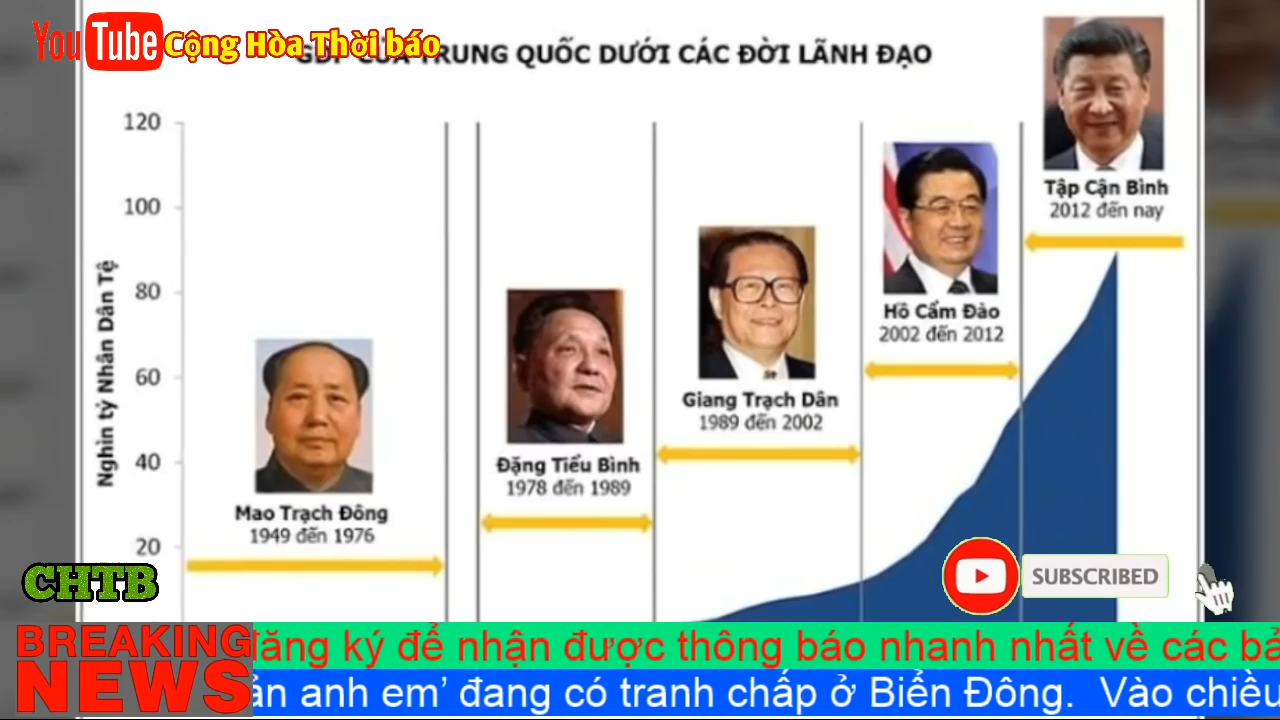 YouTube Cộng Hòa Thời báo
TRUNG QUỐC DƯỚI CÁC ĐỜI LÃNH ĐẠO
Nghìn tỷ Nhân Dân Tệ
120
100
80
60
40
20
Tập Cận Bình
2012 đến nay
Hồ Cẩm Đào
2002 đến 2012
Giang Trạch Dân
1989 đến 2002
Đặng Tiểu Bình
1978 đến 1989
Mao Trạch Đông
1949 đến 1976
CHTB
SUBSCRIBED
BREAKING
NEWS
đăng ký để nhận được thông báo nhanh nhất về các bả
ản anh em’ đang có tranh chấp ở Biển Đông. Vào chiều